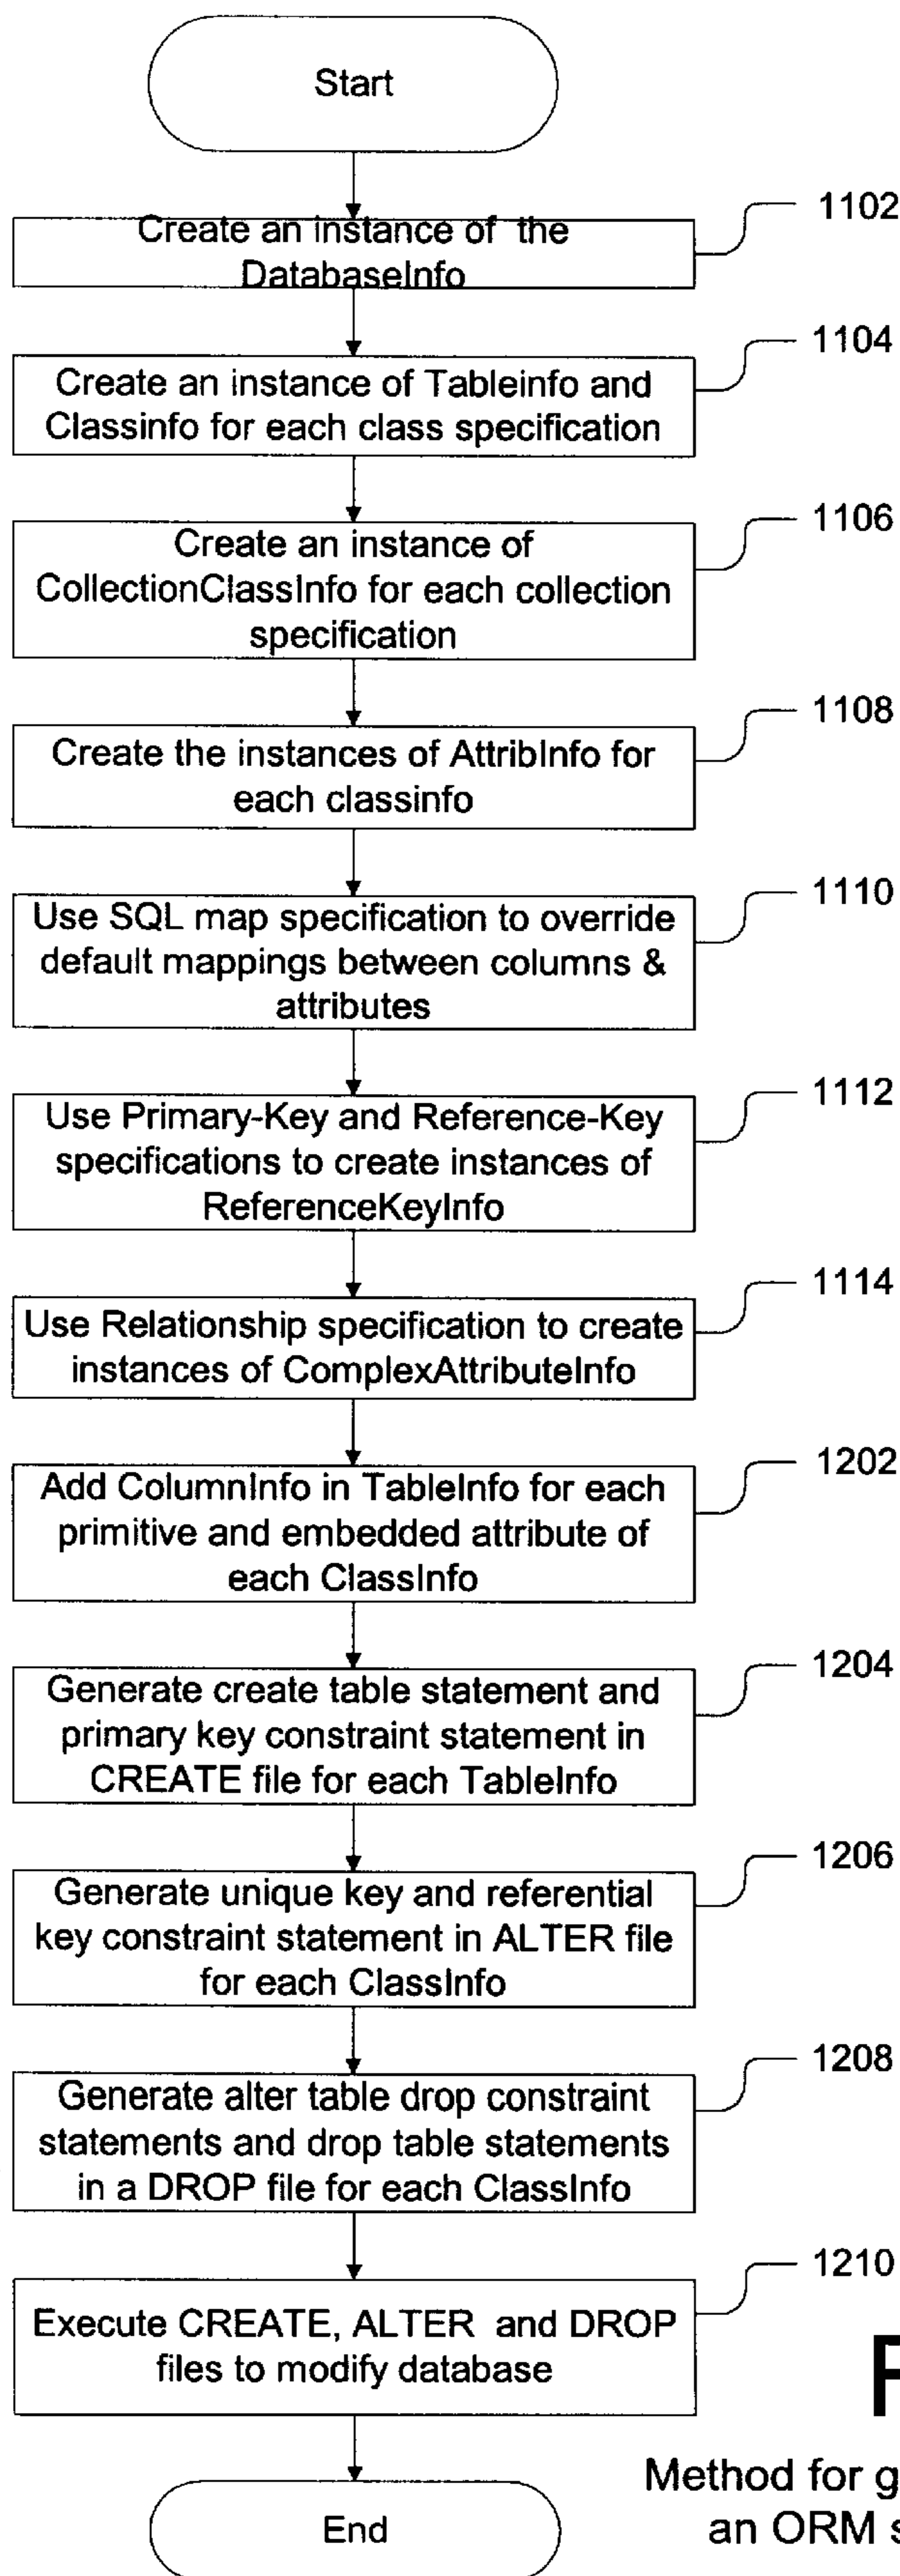 Start
1102
Create an instance of the
DatabaseInfo
1104
Create an instance of Tableinfo and
Classinfo for each class specification
1106
Create an instance of
CollectionClassInfo for each collection
specification
1108
Create the instances of AttribInfo for
each classinfo
1110
Use SQL map specification to override
default mappings between columns &
attributes
1112
Use Primary-Key and Reference-Key
specifications to create instances of
ReferenceKeyInfo
1114
Use Relationship specification to create
instances of ComplexAttributeInfo
1202
Add ColumnInfo in TableInfo for each
primitive and embedded attribute of
each ClassInfo
1204
Generate create table statement and
primary key constraint statement in
CREATE file for each TableInfo
1206
Generate unique key and referential
key constraint statement in ALTER file
for each ClassInfo
1208
Generate alter table drop constraint
statements and drop table statements
in a DROP file for each ClassInfo
1210
Execute CREATE, ALTER and DROP
files to modify database
Method for
an ORM
End